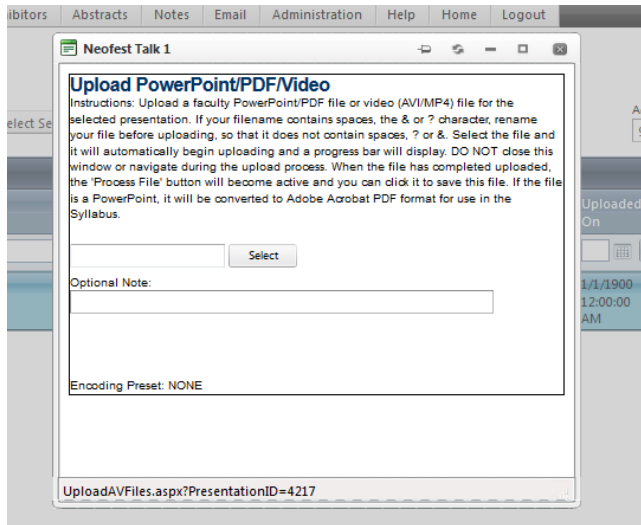 ibitors Abstracts Notes Email Administration Help Home Logout
Neofest Talk 1
Upload PowerPoint/PDF/Video
Instructions: Upload a faculty PowerPoint/PDF file or video (AVI/MP4) file for the
selected presentation. If your filename contains spaces, the & or ? character, rename
your file before uploading, so that it does not contain spaces, ? or &. Select the file and
it will automatically begin uploading and a progress bar will display. DO NOT close this
window or navigate during the upload process. When the file has completed uploaded,
the 'Process File' button will become active and you can click it to save this file. If the file
is a PowerPoint, it will be converted to Adobe Acrobat PDF format for use in the
Syllabus.
elect Se
Uploaded
On
Select
Optional Note:
1/1/1900
12:00:00
AM
Encoding Preset: NONE
UploadAVFiles.aspx?PresentationID=4217